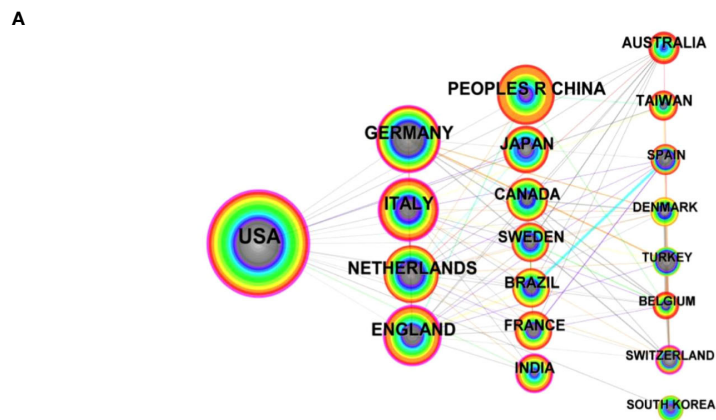 A
AUSTRALIA
PEOPLES R CHINA
TAIWAN
GERMANY
JAPAN
SPAIN
CANADA
ITALY
DENMARK
USA
SWEDEN
TURKEY
NETHERLANDS
BRAZIL
BELGIUM
ENGLAND
FRANCE
SWITZERLAND
INDIA
SOUTH KOREA